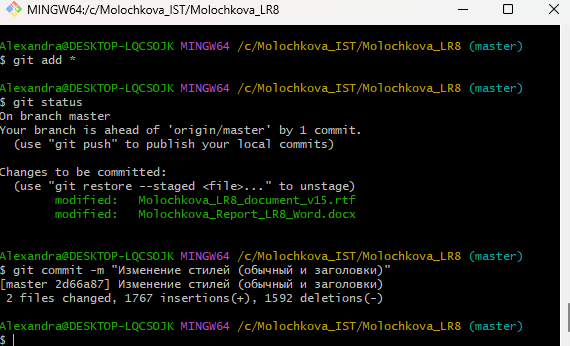 MINGW64:/c/Molochkova_IST/Molochkova_LR8
Alexandra@DESKTOP-LQCSOJK MINGW64 /c/Molochkova_IST/Molochkova_LR8 (master)
$ git add *
Alexandra@DESKTOP-LQCSOJK MINGW64 /c/Molochkova_IST/Molochkova_LR8 (master)
$ git status
On branch master
Your branch is ahead of 'origin/master' by 1 commit.
  (use "git push" to publish your local commits)
Changes to be committed:
  (use "git restore --staged <file>..." to unstage)
        modified:   Molochkova_LR8_document_v15.rtf
        modified:   Molochkova_Report_LR8_Word.docx
Alexandra@DESKTOP-LQCSOJK MINGW64 /c/Molochkova_IST/Molochkova_LR8 (master)
$ git commit -m "Изменение стилей (обычный и заголовки)"
[master 2d66a87] Изменение стилей (обычный и заголовки)
 2 files changed, 1767 insertions(+), 1592 deletions(-)
Alexandra@DESKTOP-LQCSOJK MINGW64 /c/Molochkova_IST/Molochkova_LR8 (master)
$